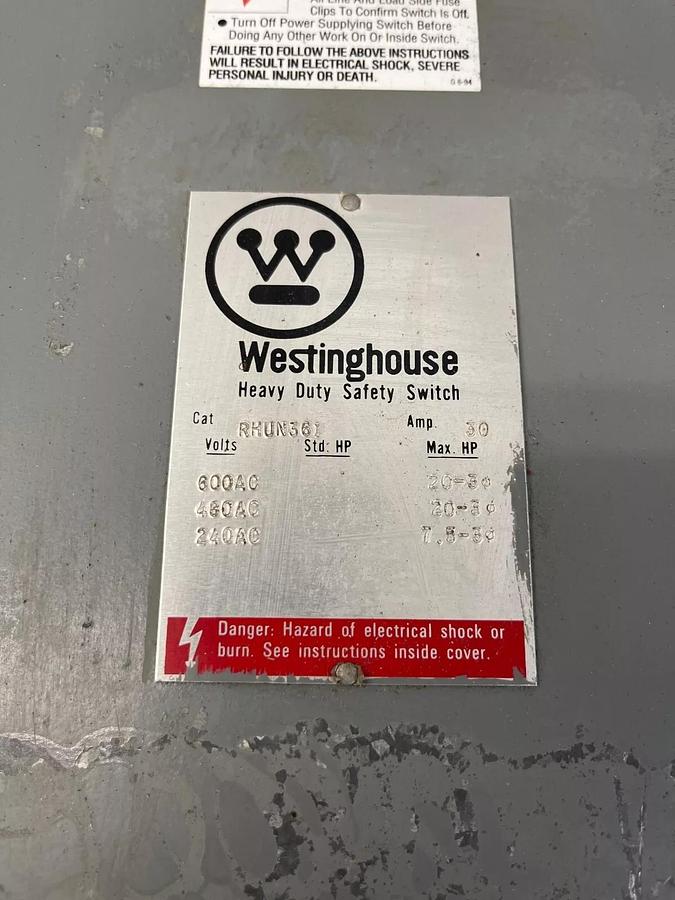 All Line And Load Side Fuse
Clips To Confirm Switch Is Off.
● Turn Off Power Supplying Switch Before
Doing Any Other Work On Or Inside Switch.
FAILURE TO FOLLOW THE ABOVE INSTRUCTIONS
WILL RESULT IN ELECTRICAL SHOCK, SEVERE
PERSONAL INJURY OR DEATH.
W
Westinghouse
Heavy Duty Safety Switch
Cat RHUN361 Amp. 30
Volts Std: HP Max. HP
600AC 20-3φ
480AC 20-3φ
240AC 7.5-3φ
Danger: Hazard of electrical shock or
burn. See instructions inside cover.